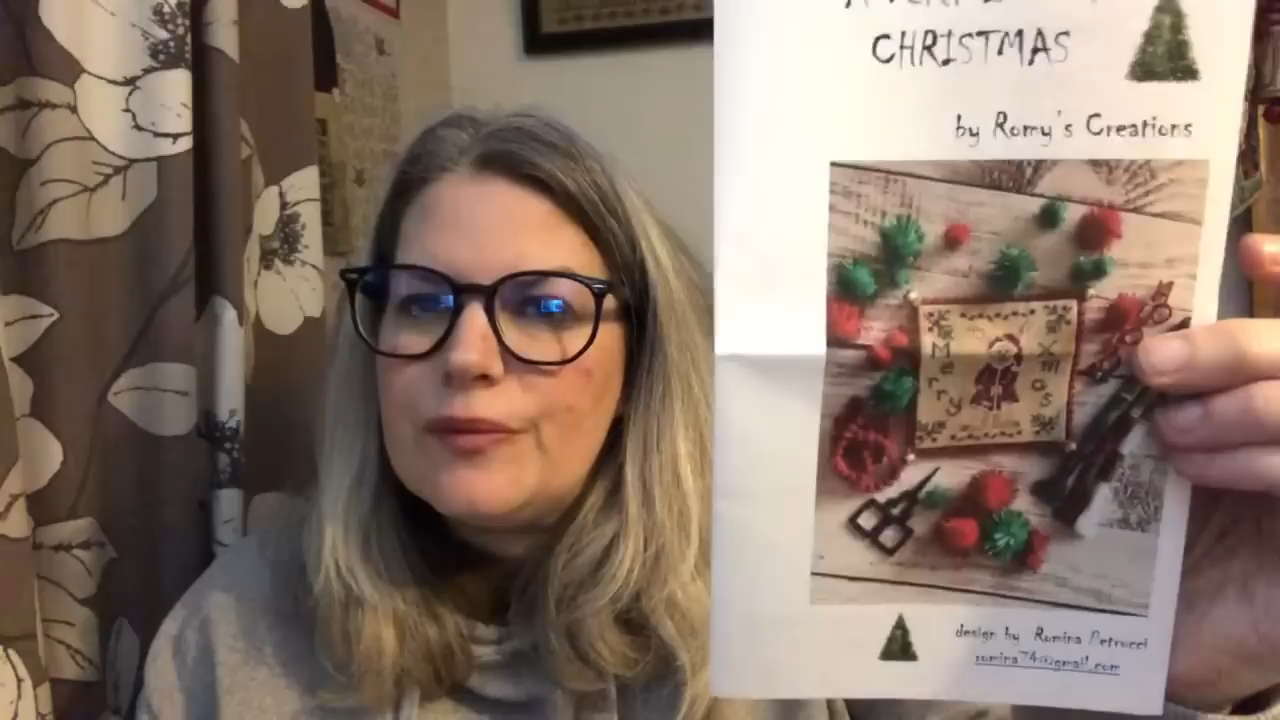 CHRISTMAS
by Romy's Creations
Merry
Xmas
design by Romina Petrucci
romina74@gmail.com